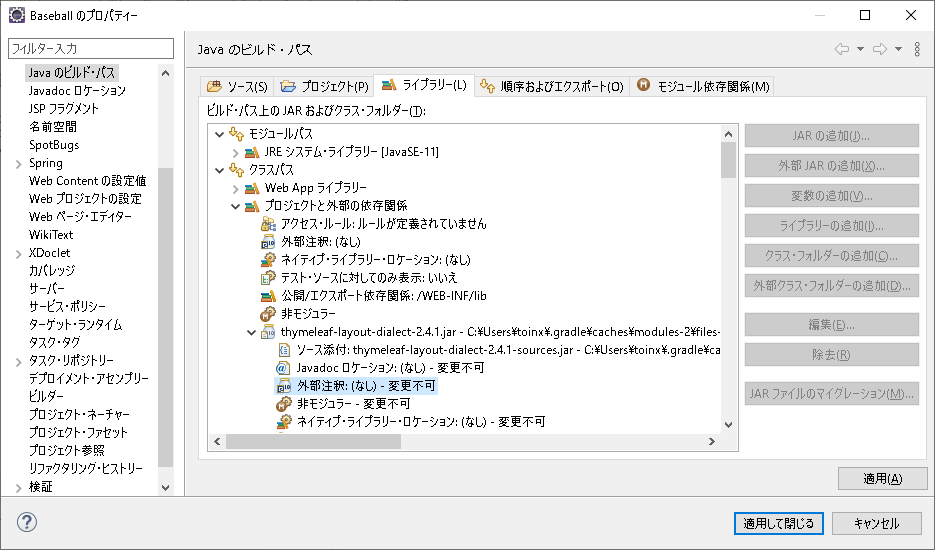 Baseball のプロパティー
フィルター入力
Java のビルド・パス
Javadoc ロケーション
JSP フラグメント
名前空間
SpotBugs
Spring
Web Content の設定値
Web プロジェクトの設定
Web ページ・エディター
WikiText
XDoclet
カバレッジ
サーバー
サービス・ポリシー
ターゲット・ランタイム
タスク・タグ
タスク・リポジトリー
デプロイメント・アセンブリー
ビルダー
プロジェクト・ネーチャー
プロジェクト・ファセット
プロジェクト参照
リファクタリング・ヒストリー
検証
Java のビルド・パス
ソース(S)
プロジェクト(P)
ライブラリー(L)
順序およびエクスポート(O)
モジュール依存関係(M)
ビルド・パス上の JAR およびクラス・フォルダー(T):
モジュールパス
JRE システム・ライブラリー [JavaSE-11]
クラスパス
Web App ライブラリー
プロジェクトと外部の依存関係
アクセス・ルール: ルールが定義されていません
外部注釈: (なし)
ネイティブ・ライブラリー・ロケーション: (なし)
テスト・ソースに対してのみ表示: いいえ
公開/エクスポート依存関係: /WEB-INF/lib
非モジュラー
thymeleaf-layout-dialect-2.4.1.jar - C:¥Users¥toinx¥.gradle¥caches¥modules-2¥files-
ソース添付: thymeleaf-layout-dialect-2.4.1-sources.jar - C:¥Users¥toinx¥.gradle¥ca
Javadoc ロケーション: (なし) - 変更不可
外部注釈: (なし) - 変更不可
非モジュラー - 変更不可
ネイティブ・ライブラリー・ロケーション: (なし) - 変更不可
JAR の追加(J)...
外部 JAR の追加(X)...
変数の追加(V)...
ライブラリーの追加(I)...
クラス・フォルダーの追加(C)...
外部クラス・フォルダーの追加(D)...
編集(E)...
除去(R)
JAR ファイルのマイグレーション(M)...
適用(A)
適用して閉じる
キャンセル